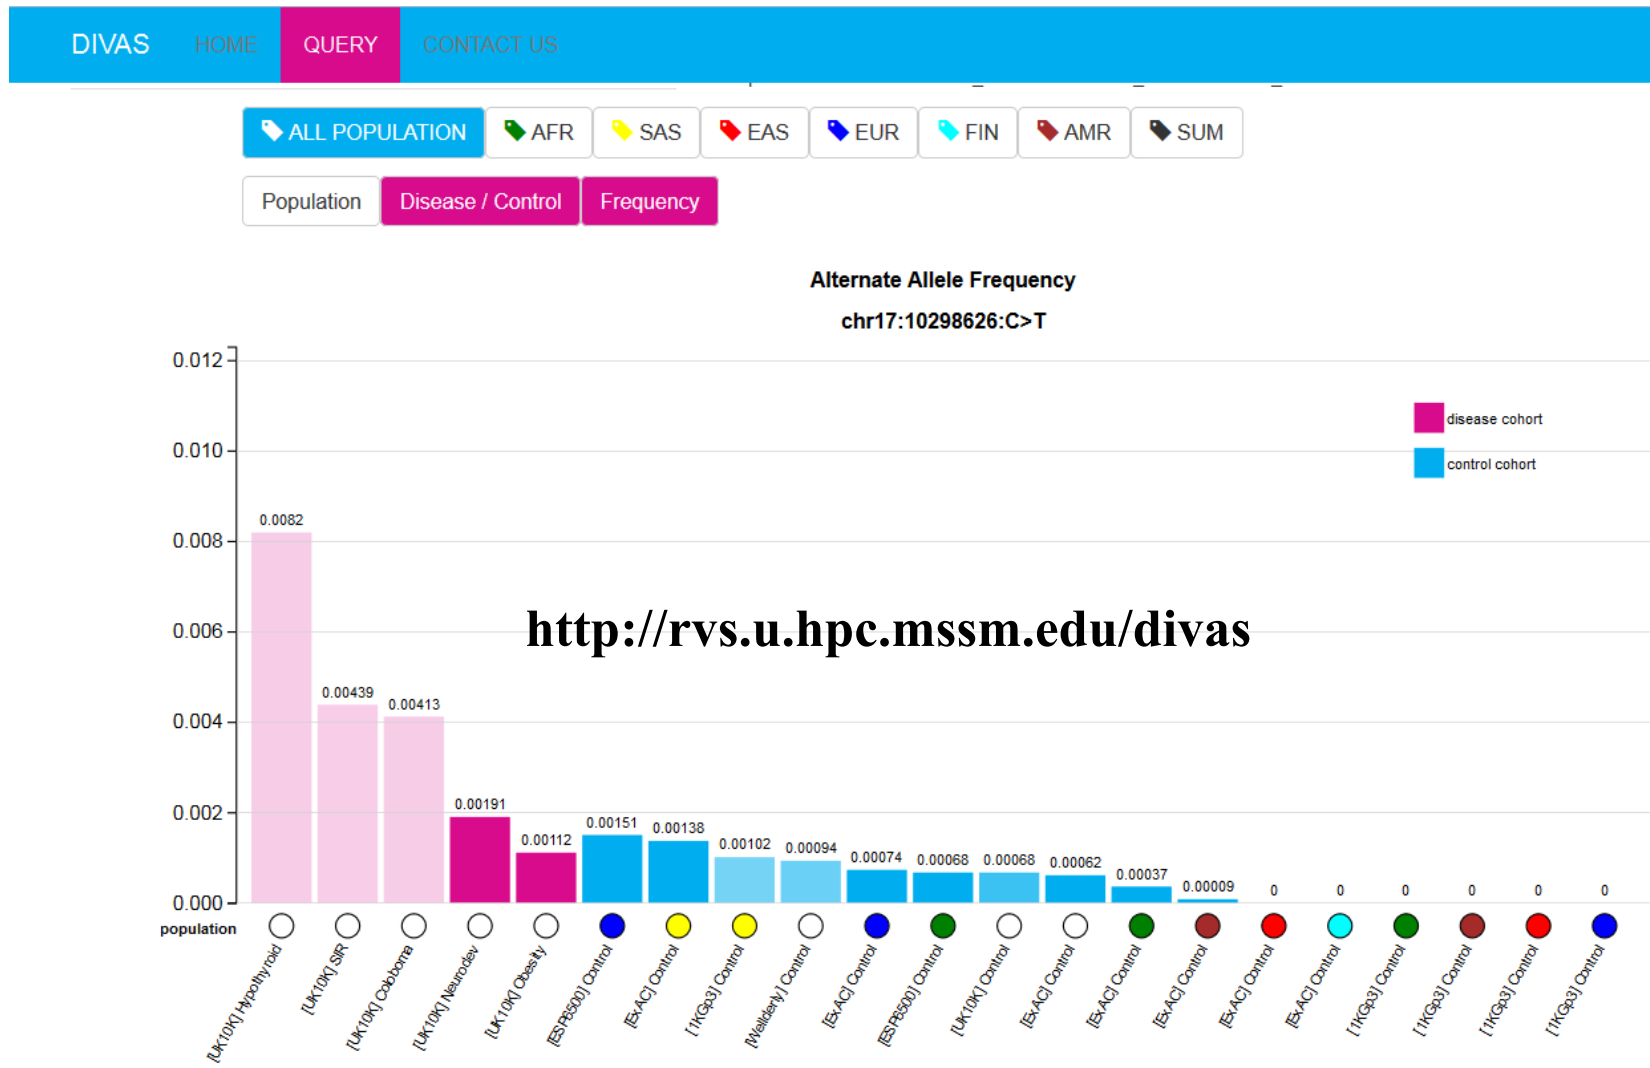 DIVAS HOME QUERY CONTACT US
ALL POPULATION AFR SAS EAS EUR FIN AMR SUM
Population Disease / Control Frequency
Alternate Allele Frequency
chr17:10298626:C>T
0.012
0.010
0.008
0.006
0.004
0.002
0.000
disease cohort
control cohort
http://rvs.u.hpc.mssm.edu/divas
0.0082
0.00439
0.00413
0.00191
0.00112
0.00151
0.00138
0.00102
0.00094
0.00074
0.00068
0.00068
0.00062
0.00037
0.00009
0
0
0
0
0
0
population
[UK10K] Hypothyroid
[UK10K] SIR
[UK10K] Coloboma
[UK10K] Neurodev
[UK10K] Obesity
[ESP6500] Control
[ExAC] Control
[1KGp3] Control
[Wellderly] Control
[ExAC] Control
[ESP6500] Control
[UK10K] Control
[ExAC] Control
[ExAC] Control
[ExAC] Control
[ExAC] Control
[ExAC] Control
[1KGp3] Control
[1KGp3] Control
[1KGp3] Control
[1KGp3] Control